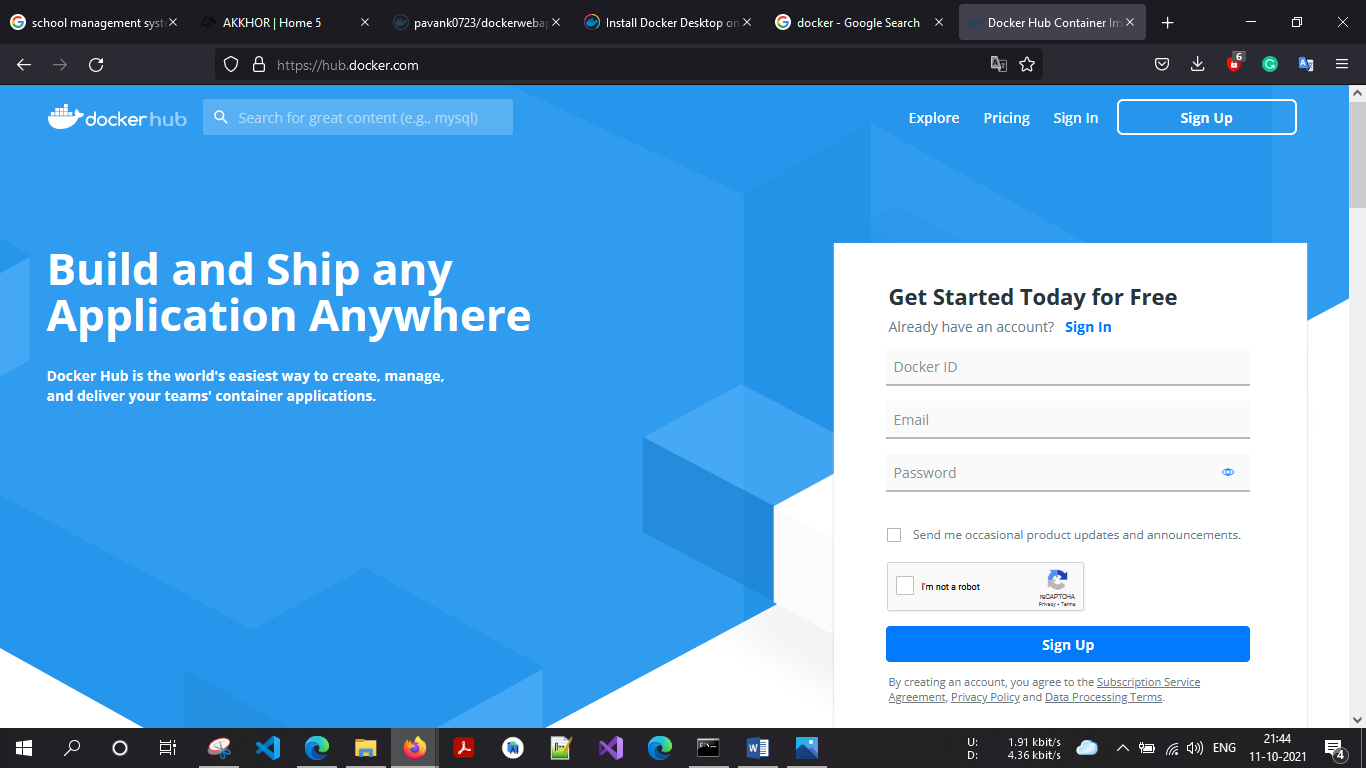 school management syst
AKKHOR | Home 5
pavank0723/dockerweba
Install Docker Desktop on
docker - Google Search
Docker Hub Container Im
https://hub.docker.com
6
docker hub
Search for great content (e.g., mysql)
Explore
Pricing
Sign In
Sign Up
Build and Ship any
Application Anywhere
Docker Hub is the world's easiest way to create, manage,
and deliver your teams' container applications.
Get Started Today for Free
Already have an account? Sign In
Docker ID
Email
Password
Send me occasional product updates and announcements.
I'm not a robot
reCAPTCHA
Privacy - Terms
Sign Up
By creating an account, you agree to the Subscription Service
Agreement, Privacy Policy and Data Processing Terms.
U: 1.91 kbit/s
D: 4.36 kbit/s
ENG
21:44
11-10-2021
4